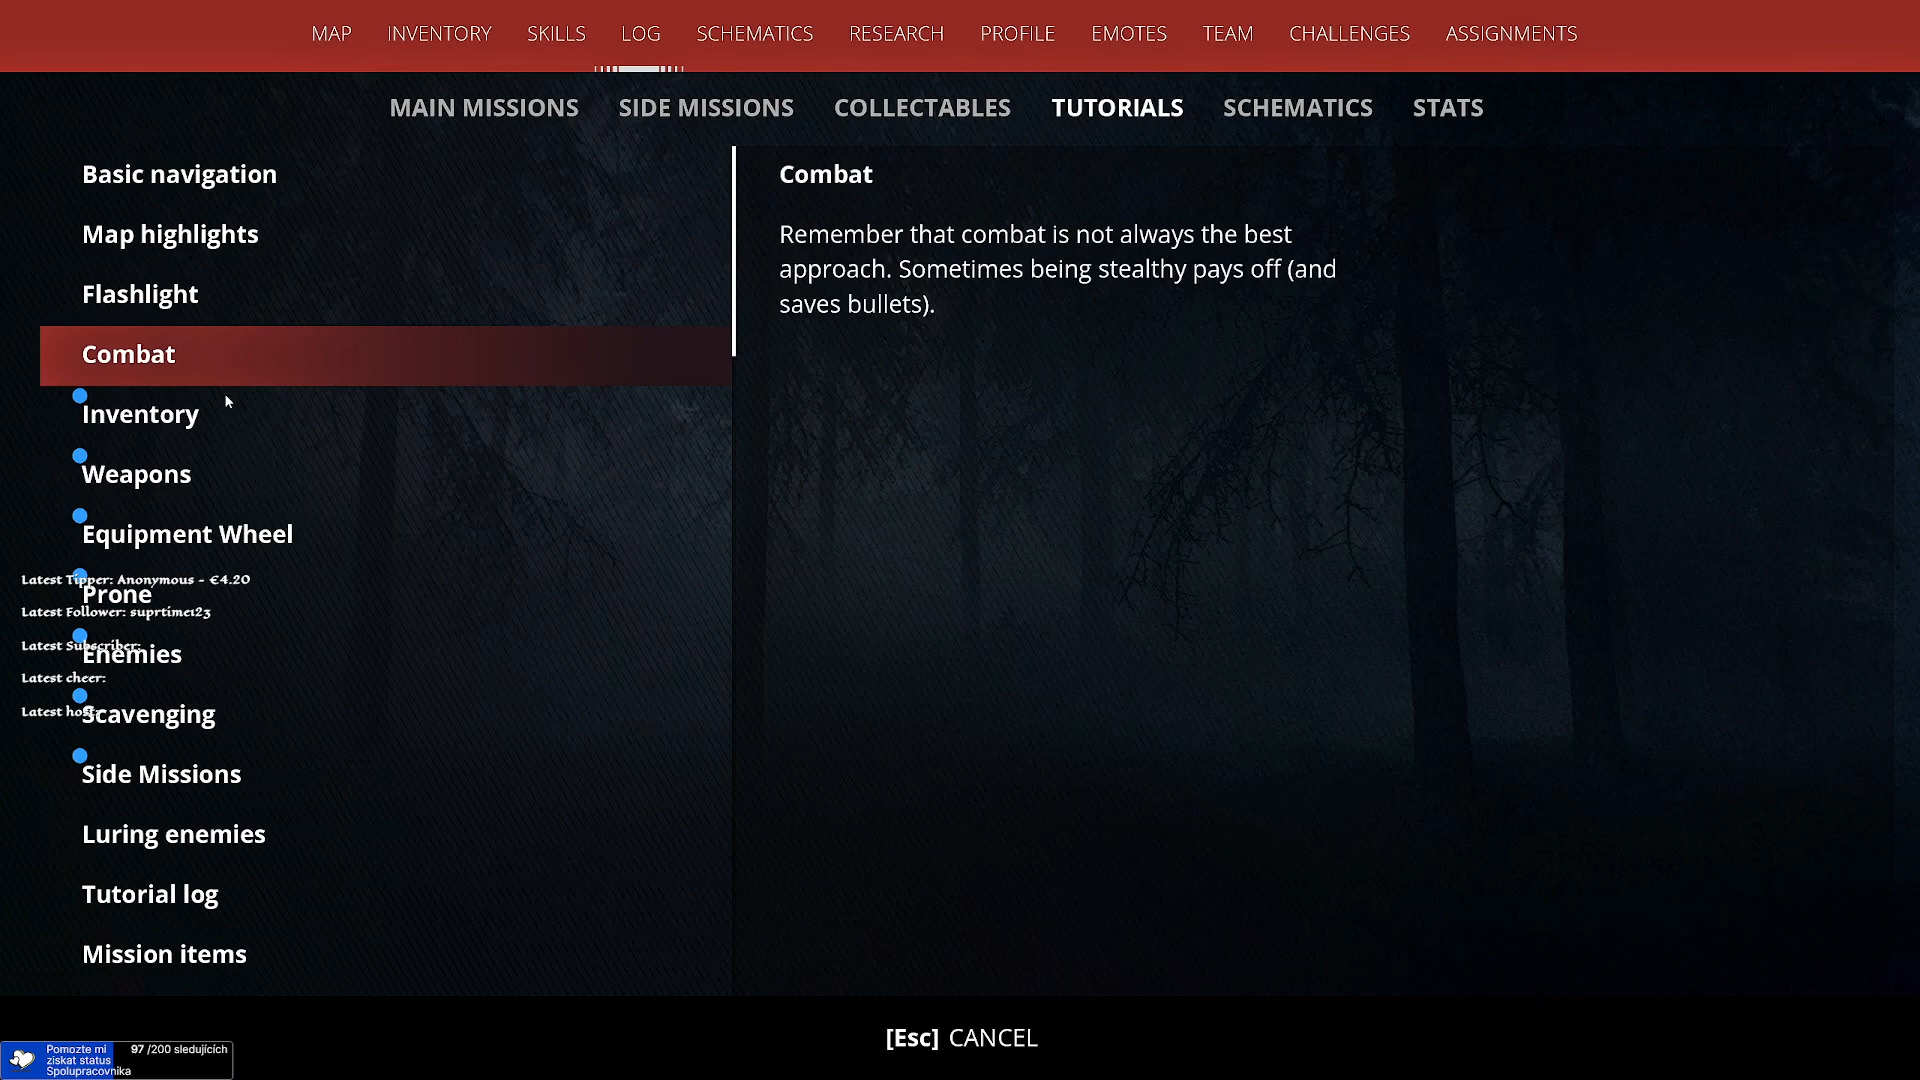 MAP INVENTORY SKILLS LOG SCHEMATICS RESEARCH PROFILE EMOTES TEAM CHALLENGES ASSIGNMENTS
MAIN MISSIONS SIDE MISSIONS COLLECTABLES TUTORIALS SCHEMATICS STATS
Basic navigation
Map highlights
Flashlight
Combat
Inventory
Weapons
Equipment Wheel
Latest Tipper: Anonymous - €4.20
Prone
Latest Follower: suprtime123
Latest Subscriber:
Enemies
Latest cheer:
Latest host:
Scavenging
Side Missions
Luring enemies
Tutorial log
Mission items
Combat
Remember that combat is not always the best
approach. Sometimes being stealthy pays off (and
saves bullets).
[Esc] CANCEL
Pomozte mi
získat status
Spolupracovníka
97 /200 sledujících